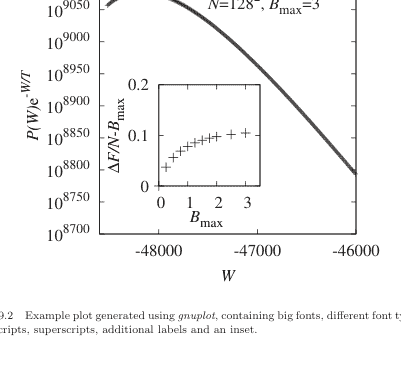 N=128², B_max=3
10^9050
10^9000
10^8950
10^8900
10^8850
10^8800
10^8750
10^8700
P(W)e^-W/T
0.2
0.1
0
ΔF/N-B_max
0 1 2 3
B_max
-48000 -47000 -46000
W
9.2 Example plot generated using gnuplot, containing big fonts, different font
cripts, superscripts, additional labels and an inset.